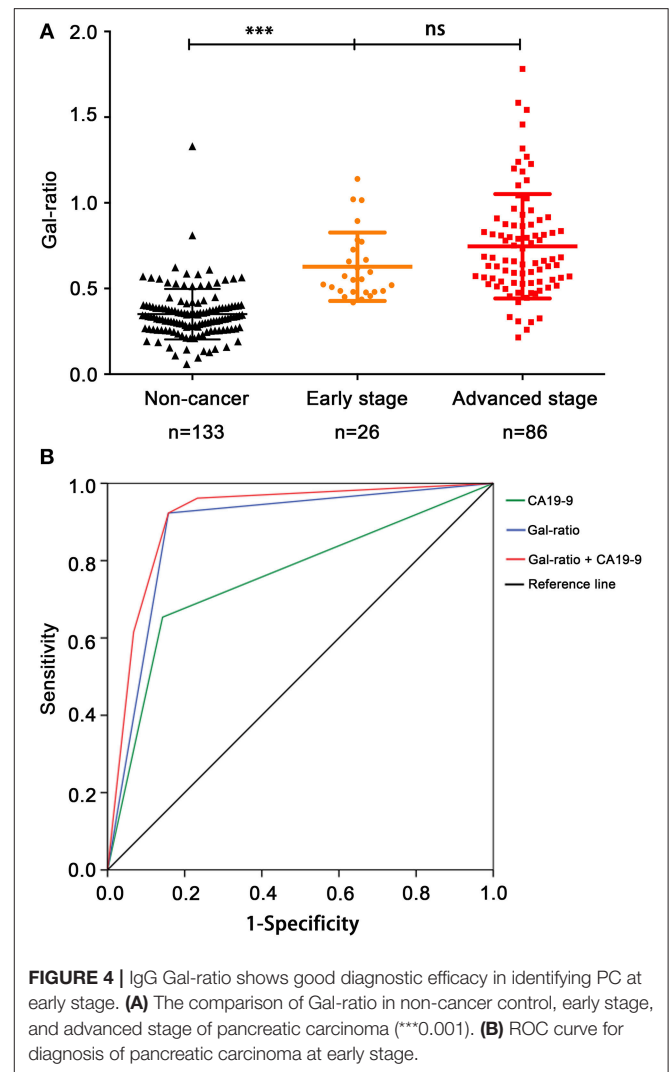 A
2.0
1.5
1.0
0.5
0.0
Gal-ratio
***
ns
Non-cancer Early stage Advanced stage
n=133 n=26 n=86
B
1.0
0.8
0.6
0.4
0.2
0.0
Sensitivity
0.0 0.2 0.4 0.6 0.8 1.0
1-Specificity
CA19-9
Gal-ratio
Gal-ratio + CA19-9
Reference line
FIGURE 4 | IgG Gal-ratio shows good diagnostic efficacy in identifying PC at
early stage. (A) The comparison of Gal-ratio in non-cancer control, early stage,
and advanced stage of pancreatic carcinoma (***0.001). (B) ROC curve for
diagnosis of pancreatic carcinoma at early stage.